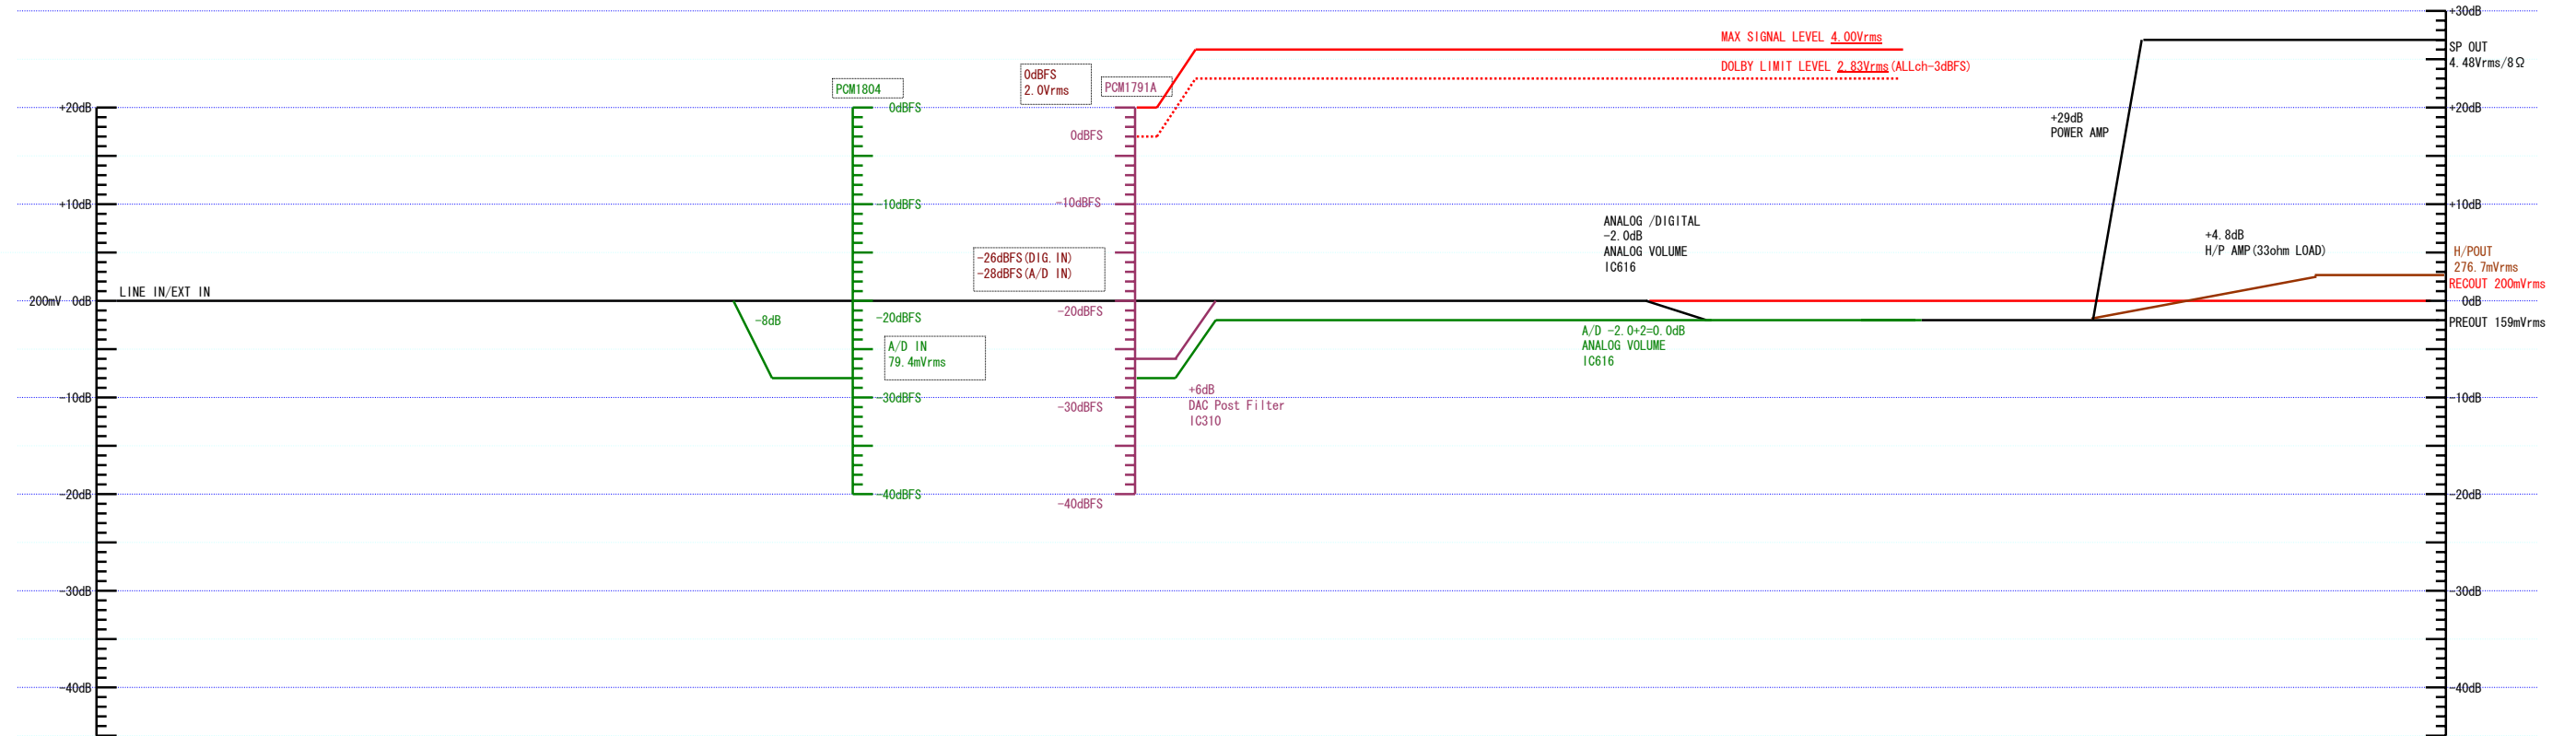 +30dB
MAX SIGNAL LEVEL 4.00Vrms
SP OUT
4.48Vrms/8Ω
DOLBY LIMIT LEVEL 2.83Vrms(ALLch-3dBFS)
0dBFS
2.0Vrms
PCM1804
PCM1791A
+20dB
0dBFS
+20dB
+29dB
POWER AMP
0dBFS
+10dB
-10dBFS
-10dBFS
+10dB
ANALOG /DIGITAL
-2.0dB
ANALOG VOLUME
IC616
+4.8dB
H/P AMP(33ohm LOAD)
-26dBFS(DIG.IN)
-28dBFS(A/D IN)
H/POUT
276.7mVrms
RECOUT 200mVrms
LINE IN/EXT IN
200mV 0dB
0dB
-8dB
-20dBFS
-20dBFS
PREOUT 159mVrms
A/D IN
79.4mVrms
A/D -2.0+2=0.0dB
ANALOG VOLUME
IC616
-10dB
-30dBFS
-30dBFS
+6dB
DAC Post Filter
IC310
-10dB
-20dB
-40dBFS
-40dBFS
-20dB
-30dB
-30dB
-40dB
-40dB